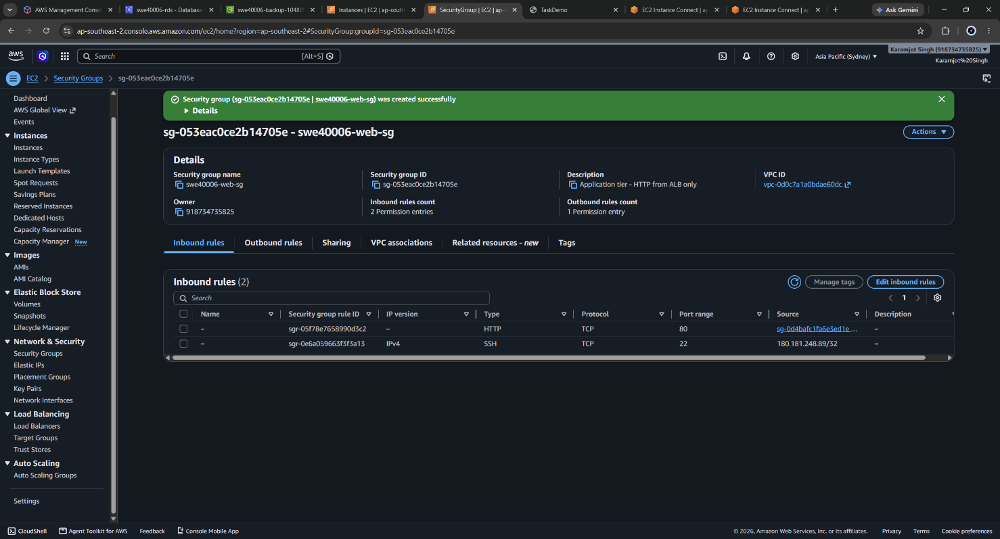 AWS Management Conso
swe40006-rds - Database
swe40006-backup-10480
Instances | EC2 | ap-south
SecurityGroup | EC2 | ap-s
TaskDemo
EC2 Instance Connect | ap
EC2 Instance Connect | ap
Ask Gemini
ap-southeast-2.console.aws.amazon.com/ec2/home?region=ap-southeast-2#SecurityGroup:groupId=sg-053eac0ce2b14705e
aws
Search
[Alt+S]
Asia Pacific (Sydney)
Karamjot Singh (918734735825)
Karamjot%20Singh
EC2
Security Groups
sg-053eac0ce2b14705e
Dashboard
AWS Global View
Events
Instances
Instances
Instance Types
Launch Templates
Spot Requests
Savings Plans
Reserved Instances
Dedicated Hosts
Capacity Reservations
Capacity Manager New
Images
AMIs
AMI Catalog
Elastic Block Store
Volumes
Snapshots
Lifecycle Manager
Network & Security
Security Groups
Elastic IPs
Placement Groups
Key Pairs
Network Interfaces
Load Balancing
Load Balancers
Target Groups
Trust Stores
Auto Scaling
Auto Scaling Groups
Settings
Security group (sg-053eac0ce2b14705e | swe40006-web-sg) was created successfully
Details
sg-053eac0ce2b14705e - swe40006-web-sg
Actions
Details
Security group name
swe40006-web-sg
Security group ID
sg-053eac0ce2b14705e
Description
Application tier - HTTP from ALB only
VPC ID
vpc-0d0c7a1a0bdae60dc
Owner
918734735825
Inbound rules count
2 Permission entries
Outbound rules count
1 Permission entry
Inbound rules
Outbound rules
Sharing
VPC associations
Related resources - new
Tags
Inbound rules (2)
Manage tags
Edit inbound rules
Search
1
Name Security group rule ID IP version Type Protocol Port range Source Description
– sgr-05f78e7658990d3c2 – HTTP TCP 80 sg-0d4bafc1fa6e3ed1e ... –
– sgr-0e6a059663f3f3a13 IPv4 SSH TCP 22 180.181.248.89/32 –
CloudShell
Agent Toolkit for AWS
Feedback
Console Mobile App
© 2026, Amazon Web Services, Inc. or its affiliates.
Privacy
Terms
Cookie preferences